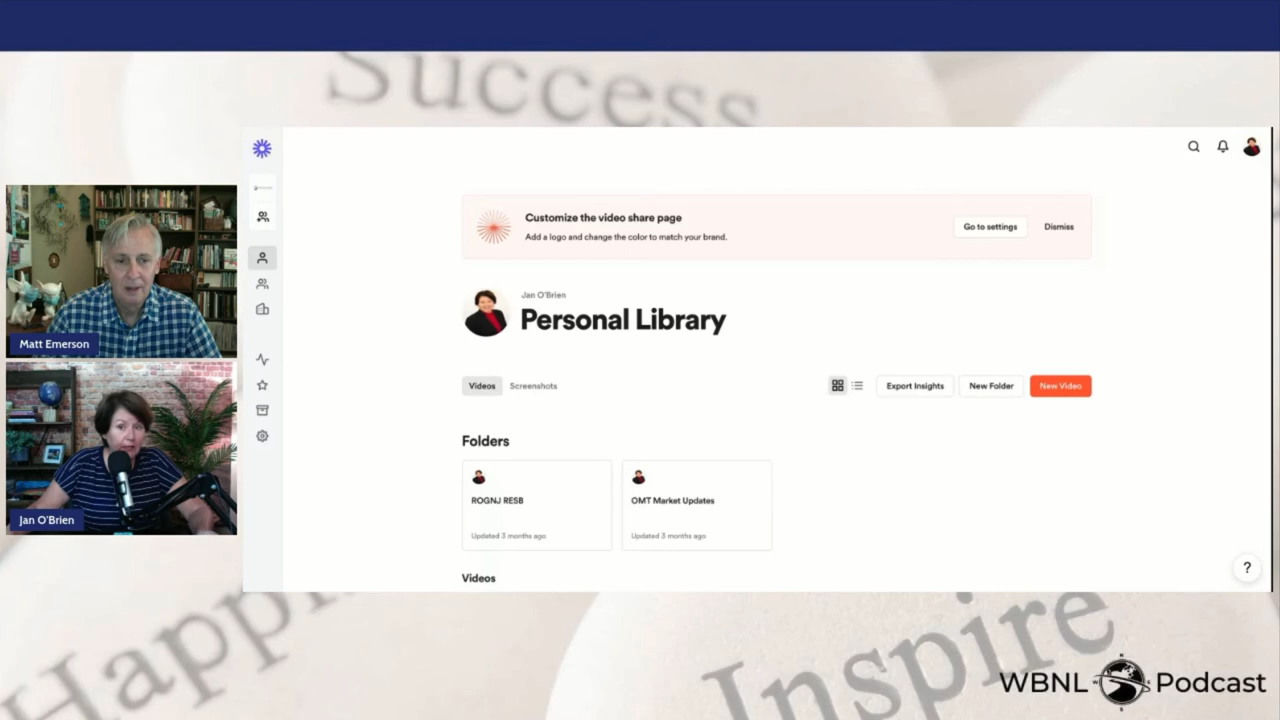 Success
Customize the video share page
Add a logo and change the color to match your brand.
Go to settings
Dismiss
Jan O'Brien
Personal Library
Videos
Screenshots
Export Insights
New Folder
New Video
Folders
ROGNJ RESB
Updated 3 months ago
OMT Market Updates
Updated 3 months ago
Videos
?
Matt Emerson
Jan O'Brien
Happi
Inspire
WBNL Podcast